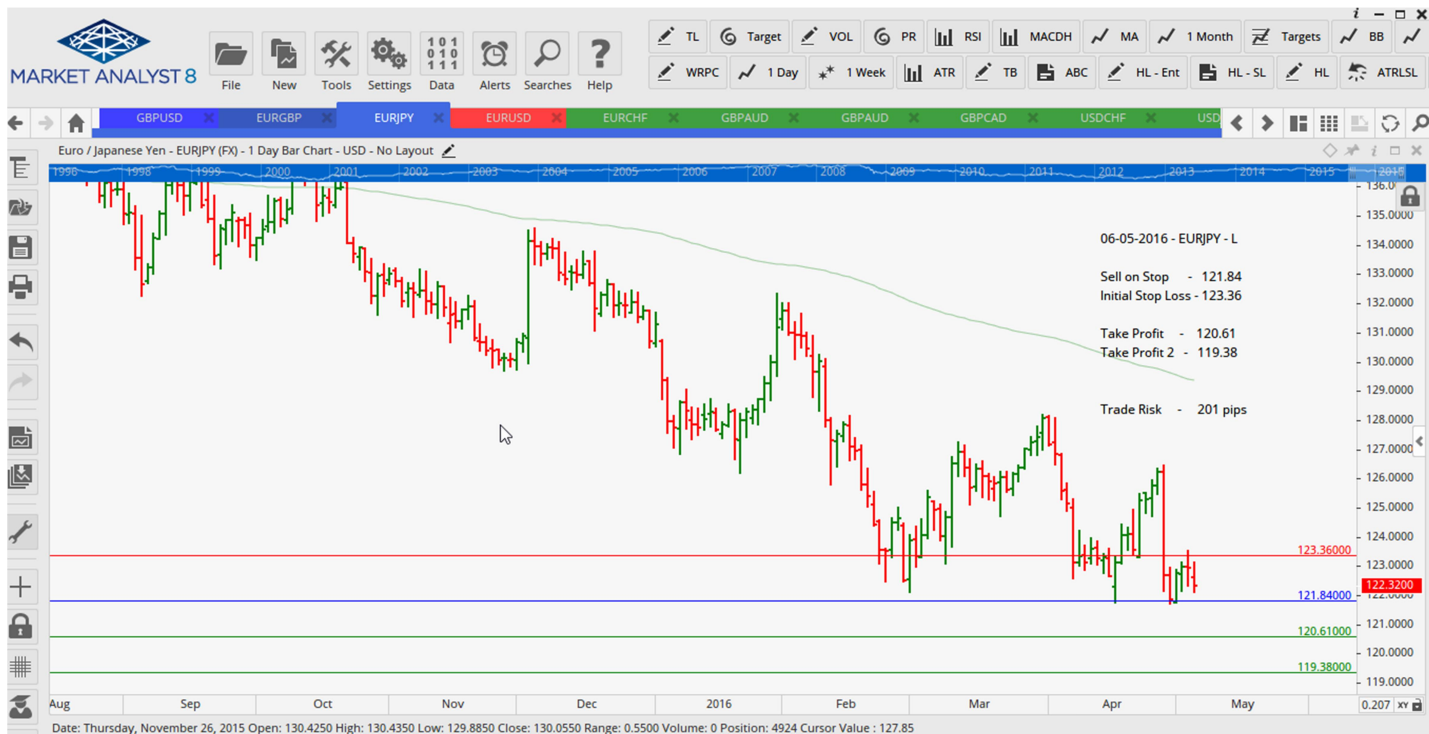 i
TL Target VOL PR RSI MACDH MA 1 Month Targets BB
MARKET ANALYST 8
101
010
111
File New Tools Settings Data Alerts Searches Help
WRPC 1 Day 1 Week ATR TB ABC HL - Ent HL - SL HL ATRLSL
GBPUSD EURGBP EURJPY EURUSD EURCHF GBPAUD GBPAUD GBPCAD USDCHF USD
Euro / Japanese Yen - EURJPY (FX) - 1 Day Bar Chart - USD - No Layout
i
1996 1998 1999 2000 2001 2002 2003 2004 2005 2006 2007 2008 2009 2010 2011 2012 2013 2014 2015
135.0000
06-05-2016 - EURJPY - L
134.0000
Sell on Stop - 121.84
133.0000
Initial Stop Loss - 123.36
132.0000
Take Profit - 120.61
131.0000
Take Profit 2 - 119.38
130.0000
129.0000
Trade Risk - 201 pips
128.0000
127.0000
126.0000
125.0000
124.0000
123.36000
123.0000
122.3200
122.0000
121.84000
121.0000
120.61000
120.0000
119.38000
119.0000
Aug Sep Oct Nov Dec 2016 Feb Mar Apr May 0.207 XY
Date: Thursday, November 26, 2015 Open: 130.4250 High: 130.4350 Low: 129.8850 Close: 130.0550 Range: 0.5500 Volume: 0 Position: 4924 Cursor Value : 127.85